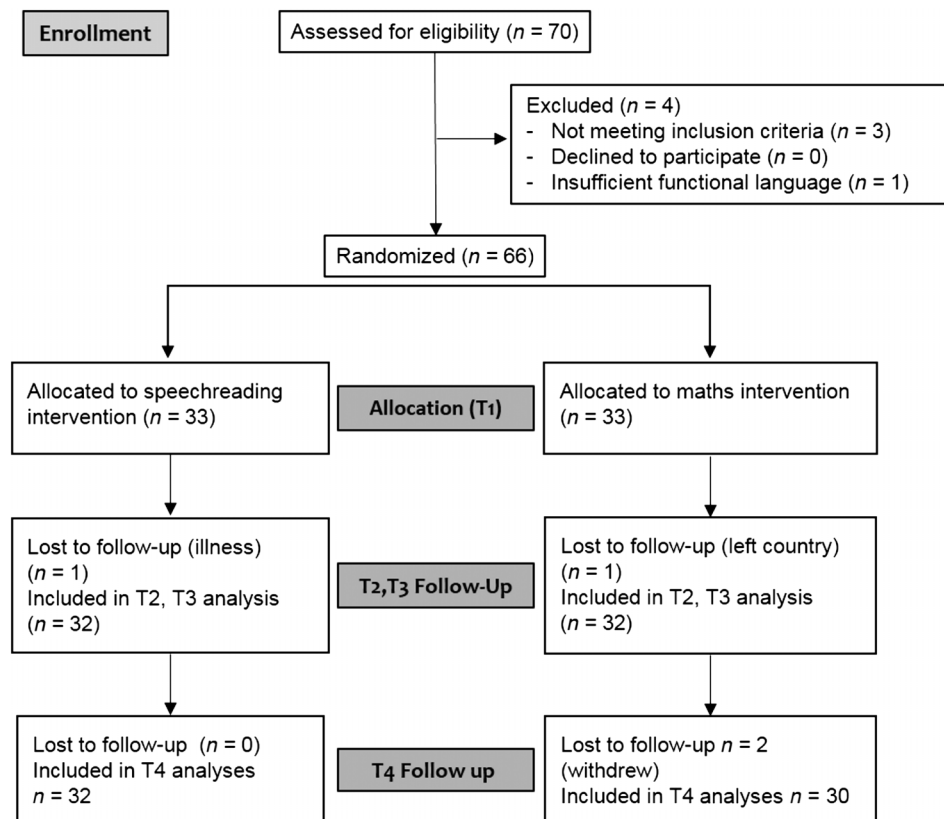 Enrollment
Assessed for eligibility (n = 70)
Excluded (n = 4)
- Not meeting inclusion criteria (n = 3)
- Declined to participate (n = 0)
- Insufficient functional language (n = 1)
Randomized (n = 66)
Allocated to speechreading
intervention (n = 33)
Allocation (T1)
Allocated to maths intervention
(n = 33)
Lost to follow-up (illness)
(n = 1)
Included in T2, T3 analysis
(n = 32)
T2,T3 Follow-Up
Lost to follow-up (left country)
(n = 1)
Included in T2, T3 analysis
(n = 32)
Lost to follow-up (n = 0)
Included in T4 analyses
n = 32
T4 Follow up
Lost to follow-up n = 2
(withdrew)
Included in T4 analyses n = 30